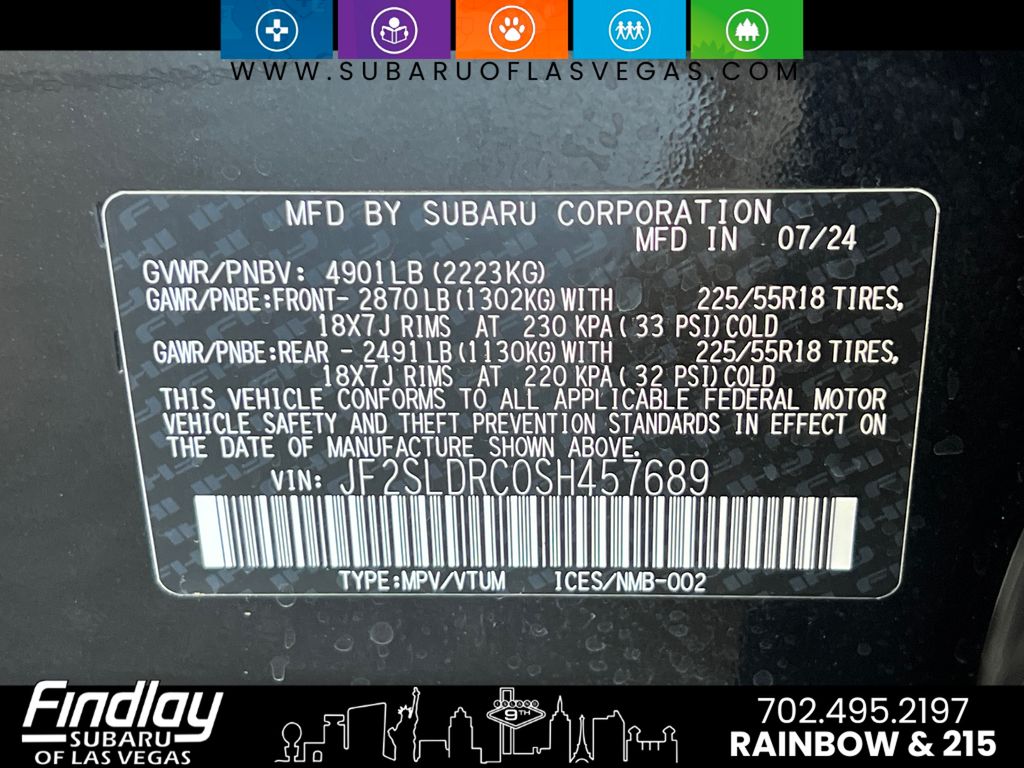 WWW.SUBARUOFLASVEGAS.COM
MFD BY SUBARU CORPORATION
MFD IN 07/24
GVWR/PNBV: 4901LB (2223KG)
GAWR/PNBE:FRONT- 2870LB (1302KG)WITH 225/55R18 TIRES,
18X7J RIMS AT 230 KPA ( 33 PSI) COLD
GAWR/PNBE:REAR - 2491LB (1130KG)WITH 225/55R18 TIRES,
18X7J RIMS AT 220 KPA ( 32 PSI) COLD
THIS VEHICLE CONFORMS TO ALL APPLICABLE FEDERAL MOTOR
VEHICLE SAFETY AND THEFT PREVENTION STANDARDS IN EFFECT ON
THE DATE OF MANUFACTURE SHOWN ABOVE.
VIN: JF2SLDRC0SH457689
TYPE:MPV/VTUM ICES/NMB-002
Findlay
SUBARU
OF LAS VEGAS
9TH
702.495.2197
RAINBOW & 215